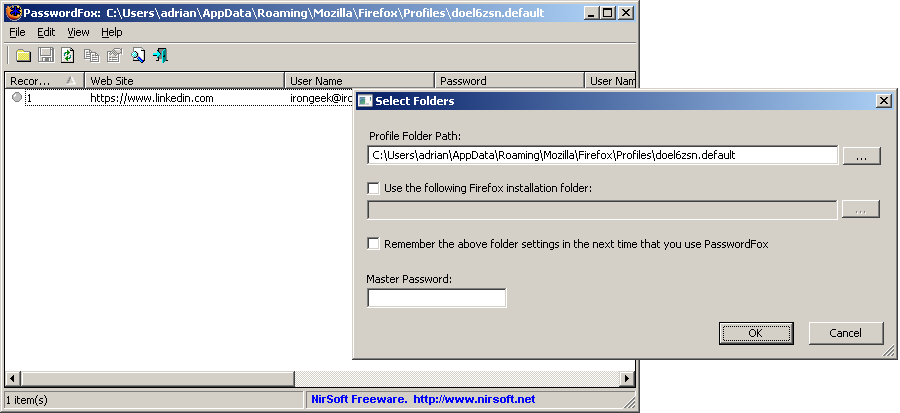 PasswordFox: C:\Users\adrian\AppData\Roaming\Mozilla\Firefox\Profiles\doel6zsn.default
File Edit View Help
Recor... Web Site User Name Password User Nam
1 https://www.linkedin.com irongeek@iro
Select Folders
Profile Folder Path:
C:\Users\adrian\AppData\Roaming\Mozilla\Firefox\Profiles\doel6zsn.default
...
Use the following Firefox installation folder:
...
Remember the above folder settings in the next time that you use PasswordFox
Master Password:
OK Cancel
1 item(s) NirSoft Freeware. http://www.nirsoft.net